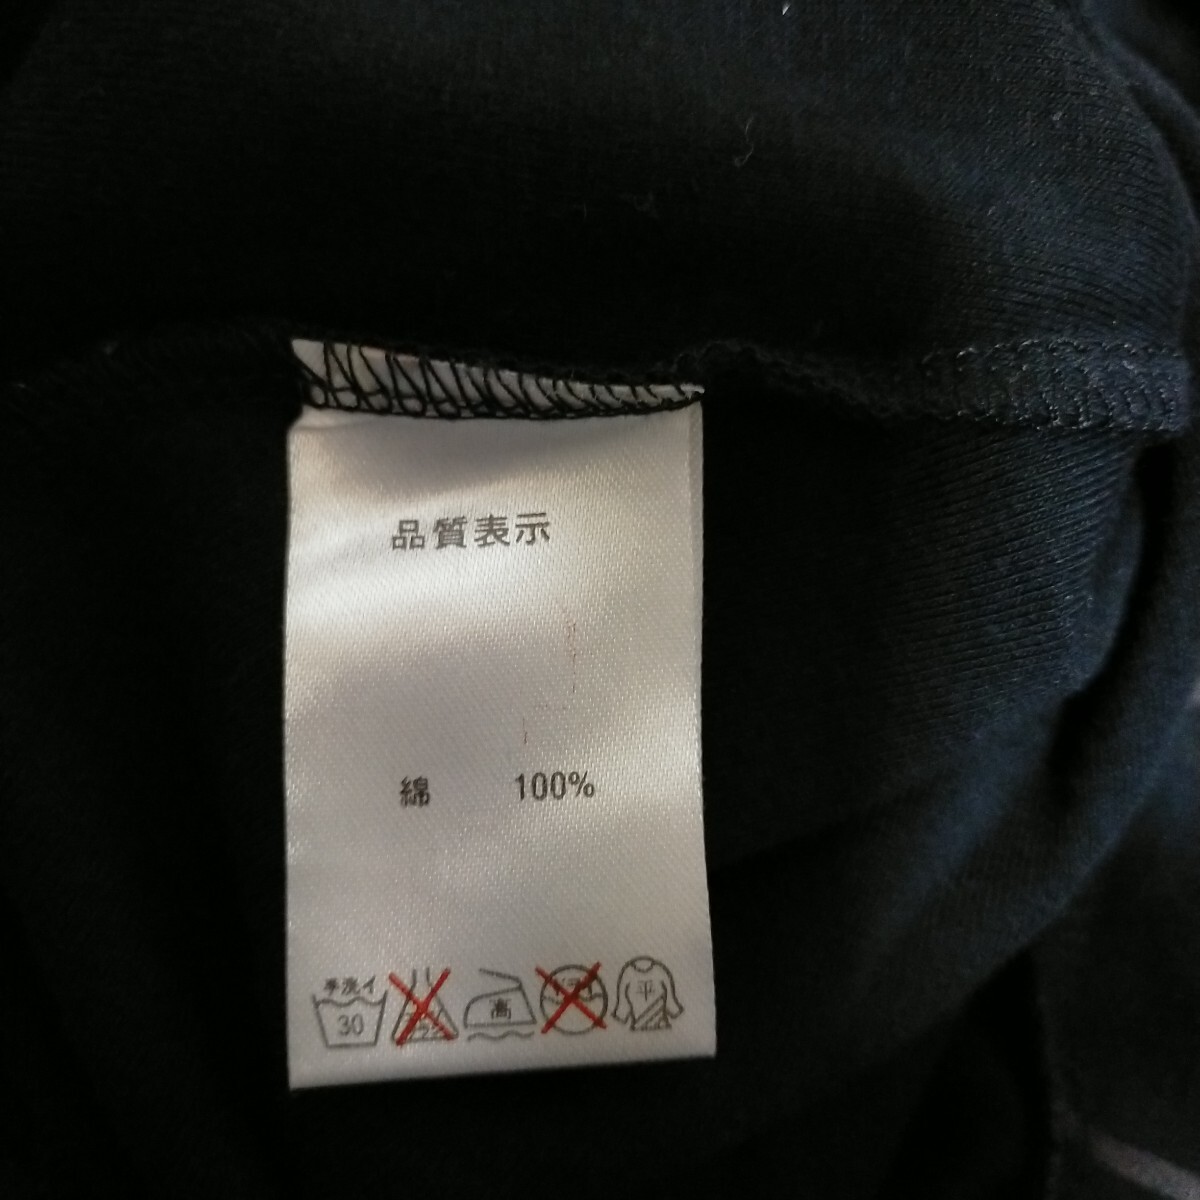 品質表示
綿 100%
手洗イ
30
高
平